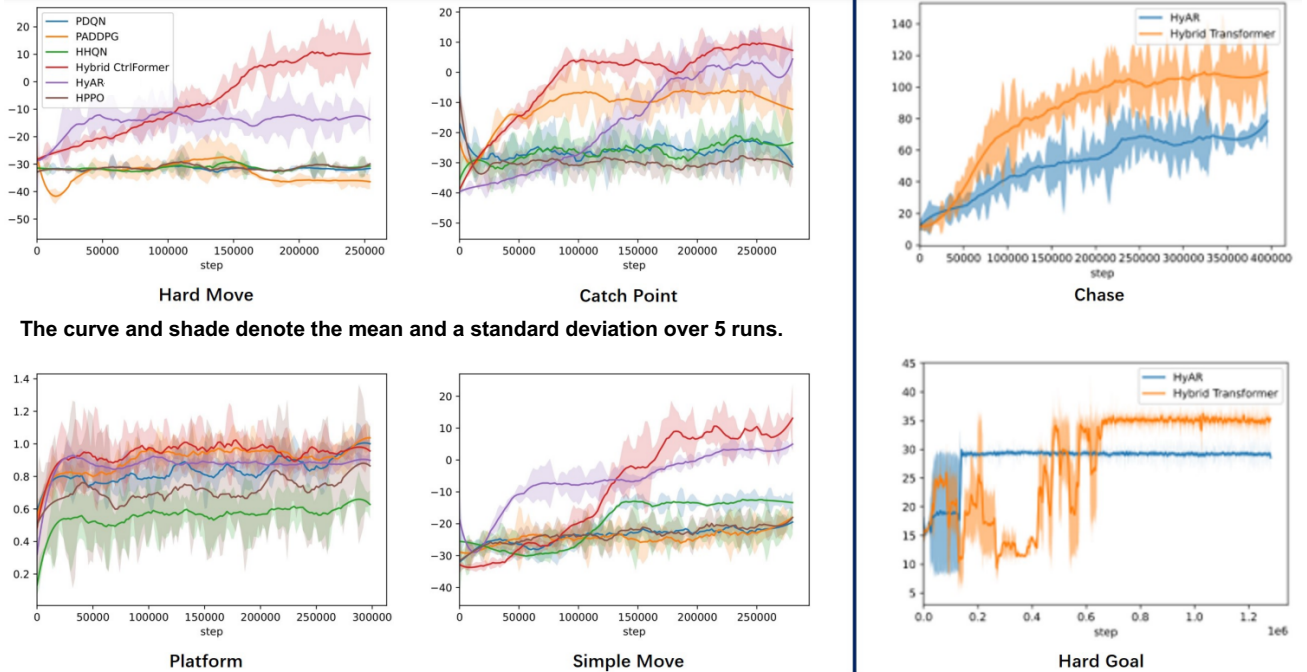 20
10
0
−10
−20
−30
−40
−50
PDQN
PADDPG
HHQN
Hybrid CtrlFormer
HyAR
HPPO
0 50000 100000 150000 200000 250000
step
Hard Move
20
10
0
−10
−20
−30
−40
−50
0 50000 100000 150000 200000 250000
step
Catch Point
140
120
100
80
60
40
20
0
HyAR
Hybrid Transformer
0 50000 100000 150000 200000 250000 300000 350000 400000
step
Chase
The curve and shade denote the mean and a standard deviation over 5 runs.
1.4
1.2
1.0
0.8
0.6
0.4
0.2
0 50000 100000 150000 200000 250000 300000
step
Platform
20
10
0
−10
−20
−30
−40
0 50000 100000 150000 200000 250000
step
Simple Move
45
40
35
30
25
20
15
10
5
HyAR
Hybrid Transformer
0.0 0.2 0.4 0.6 0.8 1.0 1.2
1e6
step
Hard Goal